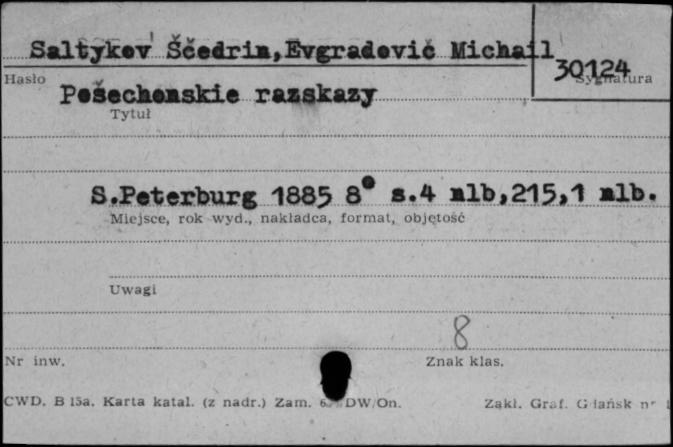 Saltykov Ščedrin, Evgradovič Michail
30124
Hasło
Sygnatura
Pošechonskie razskazy
Tytuł
S.Peterburg 1885 8° s.4 nlb,215,1 nlb.
Miejsce, rok wyd., nakładca, format, objętość
Uwagi
8
Nr inw.
Znak klas.
CWD. B 15a. Karta katal. (z nadr.) Zam. DW/On.
Zakł. Graf. Gdańsk nr